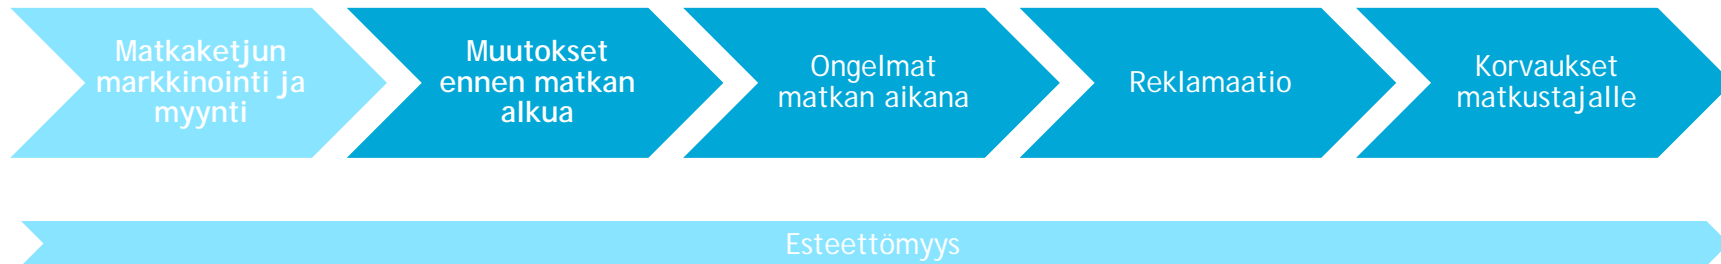 Matkaketjun
markkinointi ja
myynti
Muutokset
ennen matkan
alkua
Ongelmat
matkan aikana
Reklamaatio
Korvaukset
matkustajalle
Esteettömyys